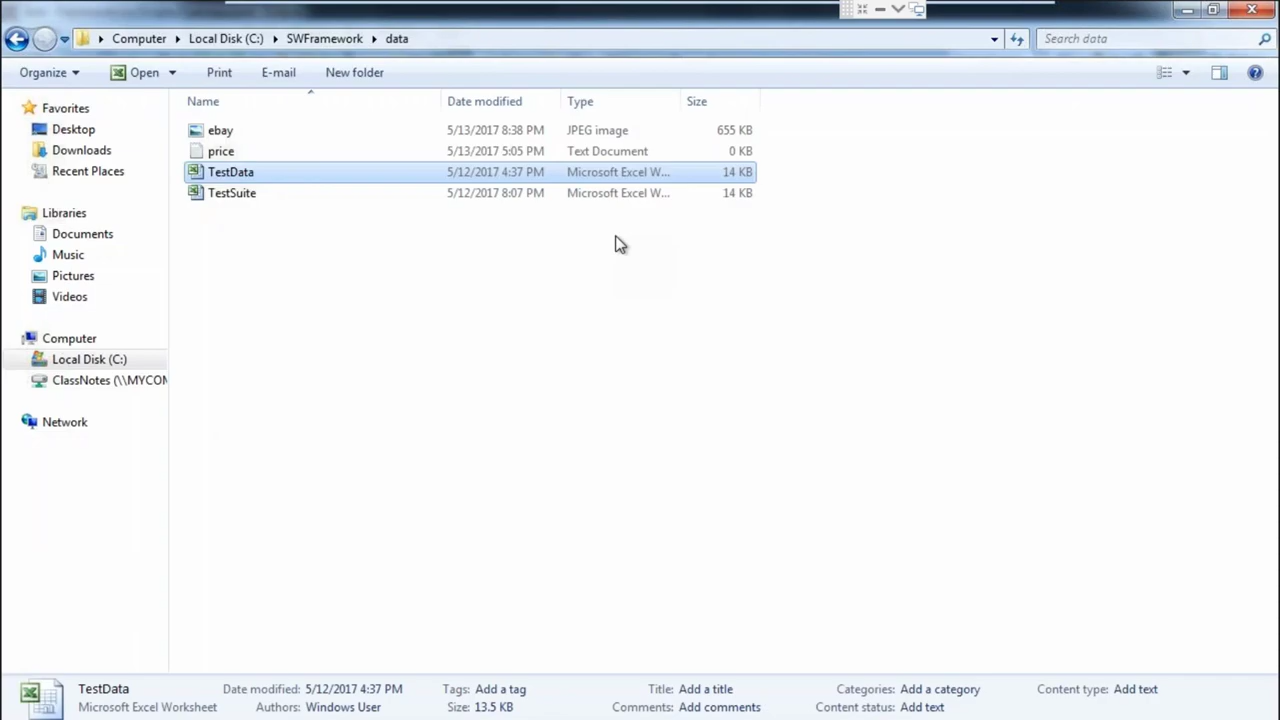 Computer Local Disk (C:) SWFramework data Search data
Organize Open Print E-mail New folder
Name Date modified Type Size
Favorites
Desktop
Downloads
Recent Places
Libraries
Documents
Music
Pictures
Videos
Computer
Local Disk (C:)
ClassNotes (\\MYCOM
Network
ebay 5/13/2017 8:38 PM JPEG image 655 KB
price 5/13/2017 5:05 PM Text Document 0 KB
TestData 5/12/2017 4:37 PM Microsoft Excel W... 14 KB
TestSuite 5/12/2017 8:07 PM Microsoft Excel W... 14 KB
TestData Date modified: 5/12/2017 4:37 PM Tags: Add a tag Title: Add a title Categories: Add a category Content type: Add text
Microsoft Excel Worksheet Authors: Windows User Size: 13.5 KB Comments: Add comments Content status: Add text